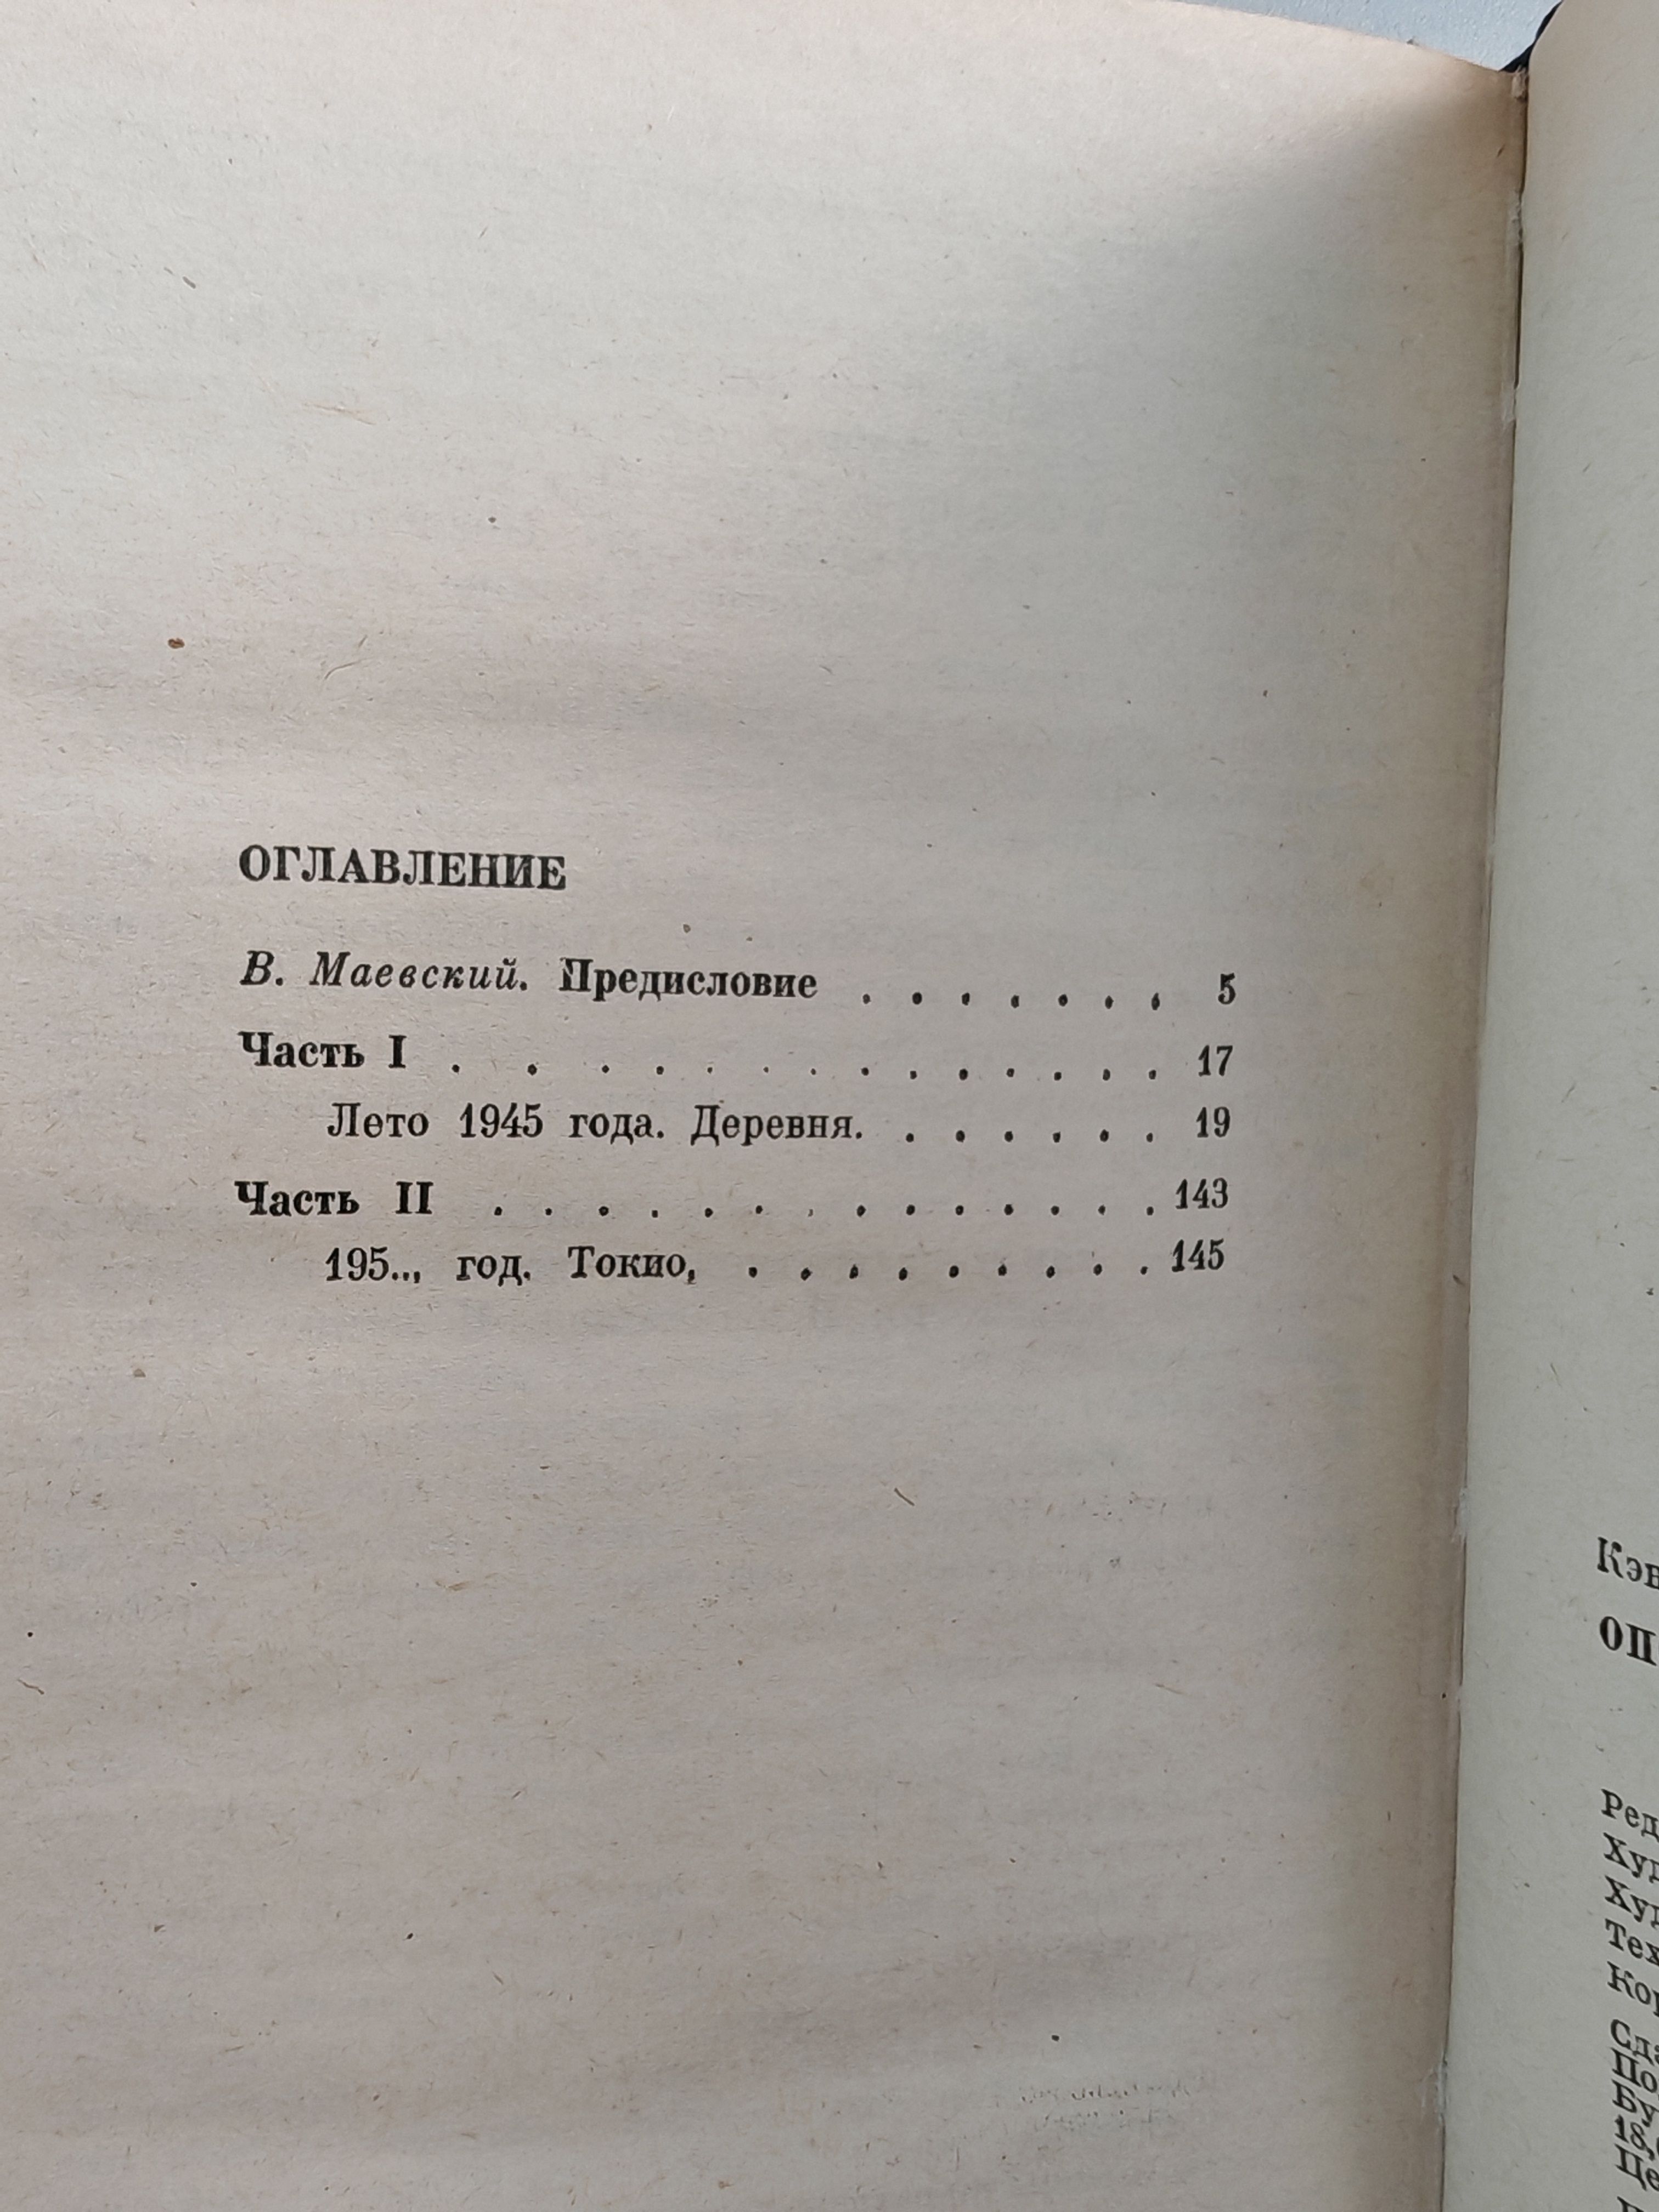 ОГЛАВЛЕНИЕ
В. Маевский. Предисловие . . . . . . . 5
Часть I . . . . . . . . . . . . . . 17
Лето 1945 года. Деревня. . . . . . . 19
Часть II . . . . . . . . . . . . . . 143
195.., год. Токио, . . . . . . . . . 145